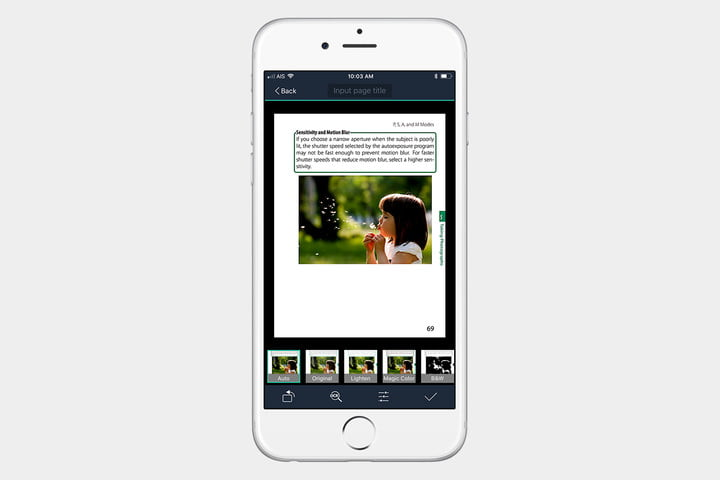 AIS 10:03 AM
Back Input page title
P, S, A, and M Modes
Sensitivity and Motion Blur
If you choose a narrow aperture when the subject is poorly
lit, the shutter speed selected by the autoexposure program
may not be fast enough to prevent motion blur. For faster
shutter speeds that reduce motion blur, select a higher sen-
sitivity.
Taking Photographs
69
Auto Original Lighten Magic Color B&W
OCR